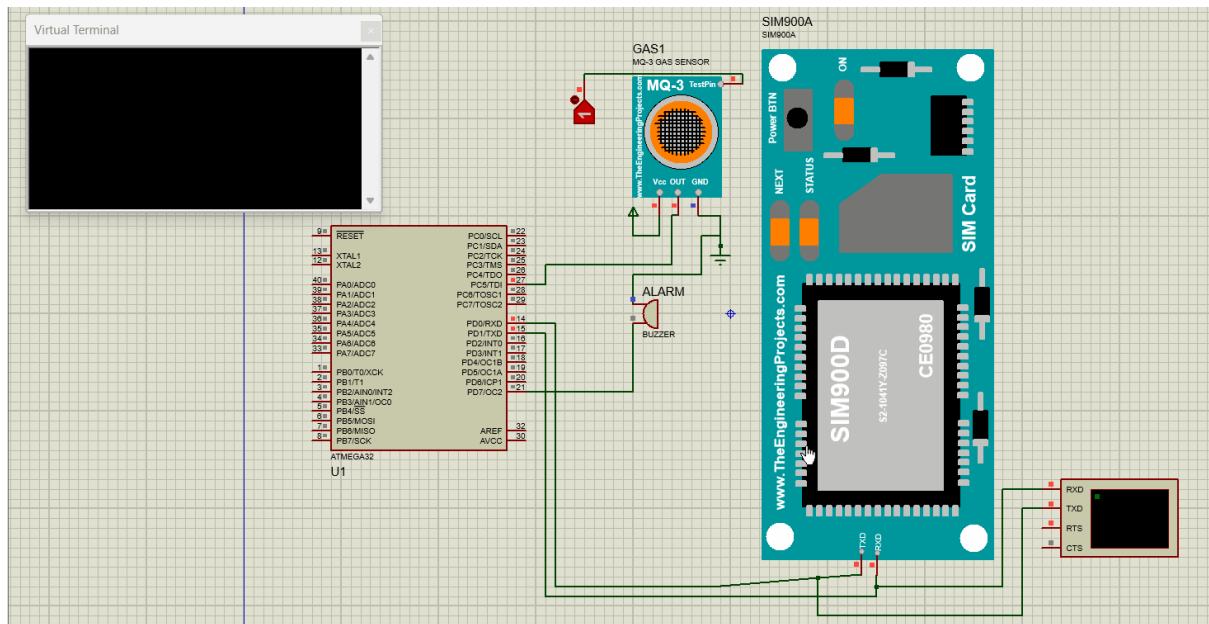 Virtual Terminal
GAS1
MQ-3 GAS SENSOR
MQ-3 TestPin
www.TheEngineeringProjects.com
Vcc OUT GND
1
SIM900A
SIM900A
ON
Power BTN
NEXT
STATUS
SIM Card
www.TheEngineeringProjects.com
SIM900D
S2-1041Y-Z097C
CE0980
TXD
RXD
ALARM
BUZZER
9 RESET
13 XTAL1
12 XTAL2
40 PA0/ADC0
39 PA1/ADC1
38 PA2/ADC2
37 PA3/ADC3
36 PA4/ADC4
35 PA5/ADC5
34 PA6/ADC6
33 PA7/ADC7
1 PB0/T0/XCK
2 PB1/T1
3 PB2/AIN0/INT2
4 PB3/AIN1/OC0
5 PB4/SS
6 PB5/MOSI
7 PB6/MISO
8 PB7/SCK
PC0/SCL 22
PC1/SDA 23
PC2/TCK 24
PC3/TMS 25
PC4/TDO 26
PC5/TDI 27
PC6/TOSC1 28
PC7/TOSC2 29
PD0/RXD 14
PD1/TXD 15
PD2/INT0 16
PD3/INT1 17
PD4/OC1B 18
PD5/OC1A 19
PD6/ICP1 20
PD7/OC2 21
AREF 32
AVCC 30
ATMEGA32
U1
RXD
TXD
RTS
CTS